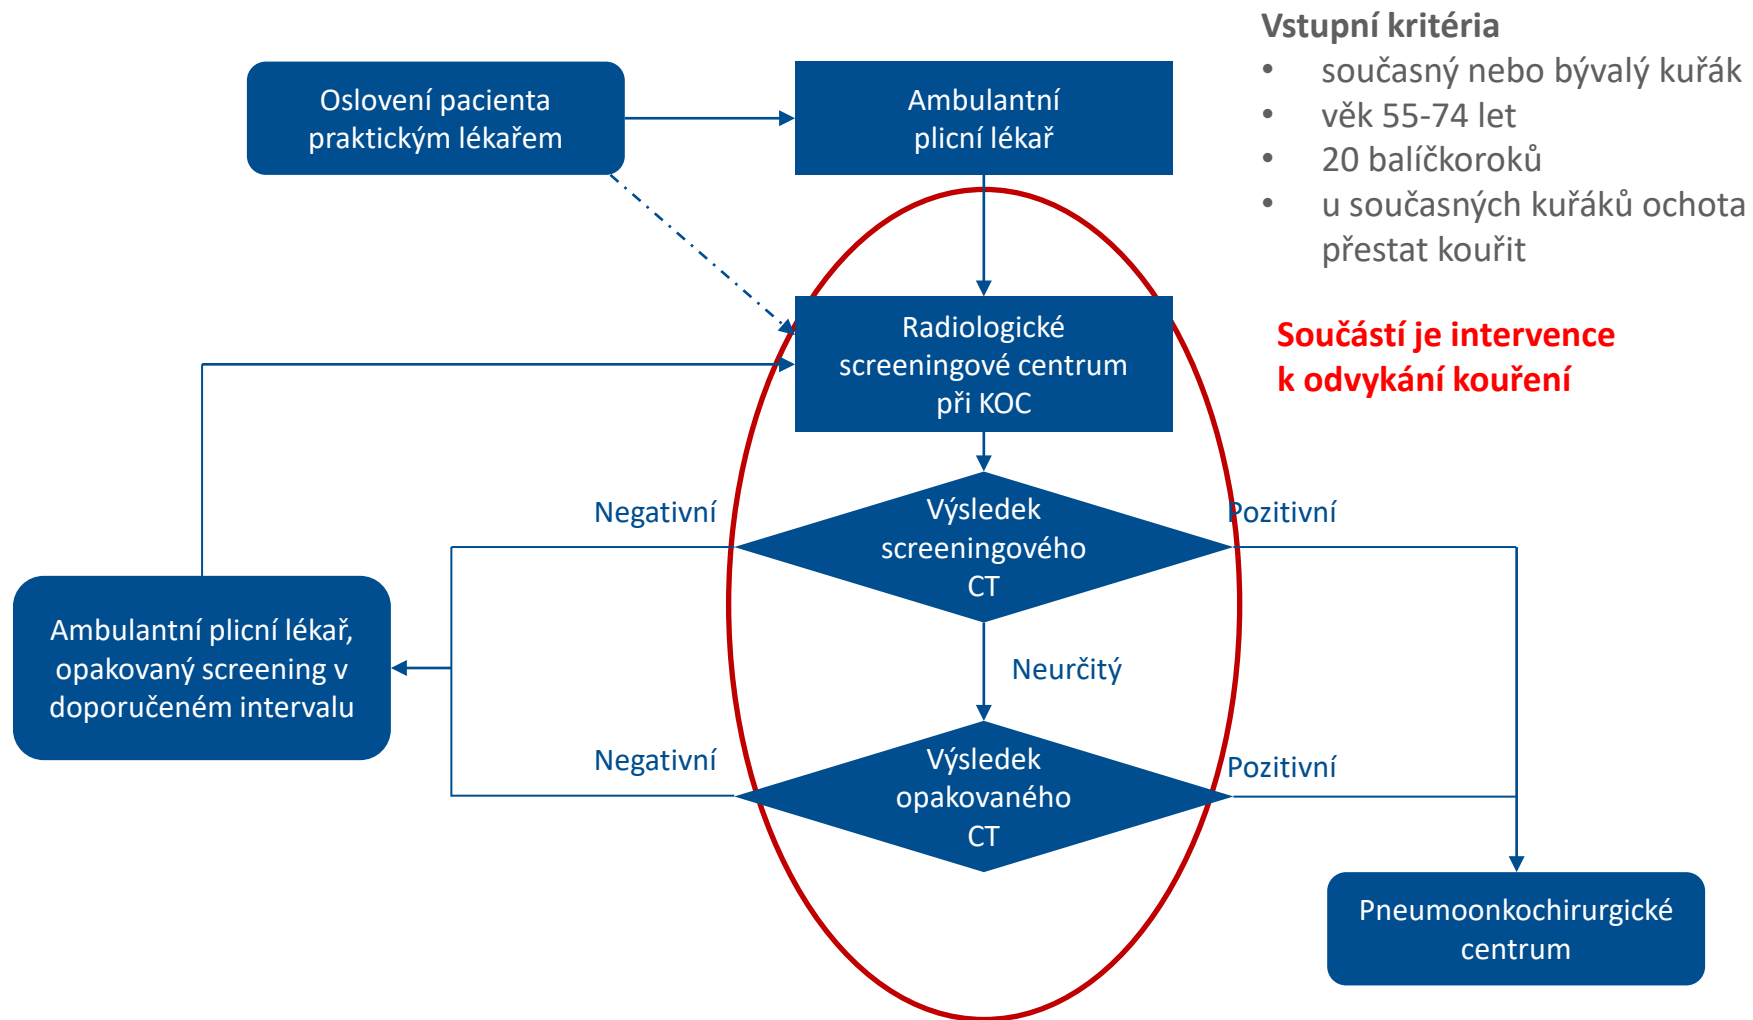 Vstupní kritéria
• současný nebo bývalý kuřák
• věk 55-74 let
• 20 balíčkoroků
• u současných kuřáků ochota
přestat kouřit
Součástí je intervence
k odvykání kouření
Oslovení pacienta
praktickým lékařem
Ambulantní
plicní lékař
Radiologické
screeningové centrum
při KOC
Negativní
Výsledek
screeningového
CT
Pozitivní
Ambulantní plicní lékař,
opakovaný screening v
doporučeném intervalu
Neurčitý
Negativní
Výsledek
opakovaného
CT
Pozitivní
Pneumoonkochirurgické
centrum